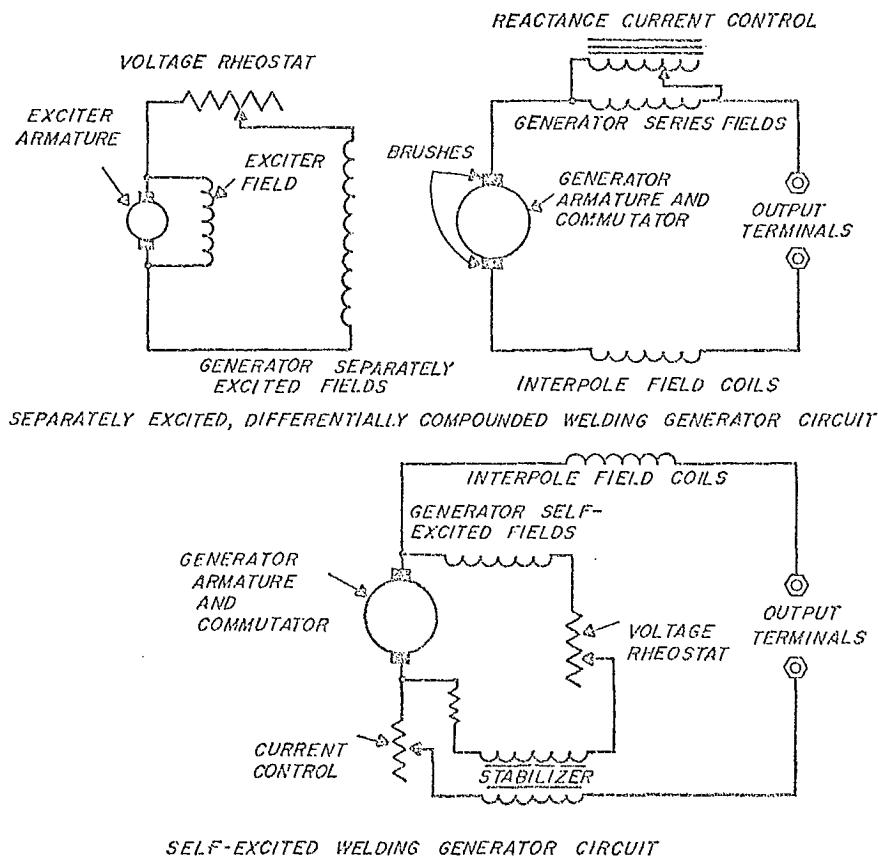 REACTANCE CURRENT CONTROL
VOLTAGE RHEOSTAT
EXCITER
ARMATURE
EXCITER
FIELD
GENERATOR SERIES FIELDS
BRUSHES
GENERATOR
ARMATURE AND
COMMUTATOR
OUTPUT
TERMINALS
GENERATOR SEPARATELY
EXCITED FIELDS
INTERPOLE FIELD COILS
SEPARATELY EXCITED, DIFFERENTIALLY COMPOUNDED WELDING GENERATOR CIRCUIT
INTERPOLE FIELD COILS
GENERATOR SELF-
EXCITED FIELDS
GENERATOR
ARMATURE
AND
COMMUTATOR
VOLTAGE
RHEOSTAT
OUTPUT
TERMINALS
CURRENT
CONTROL
STABILIZER
SELF-EXCITED WELDING GENERATOR CIRCUIT